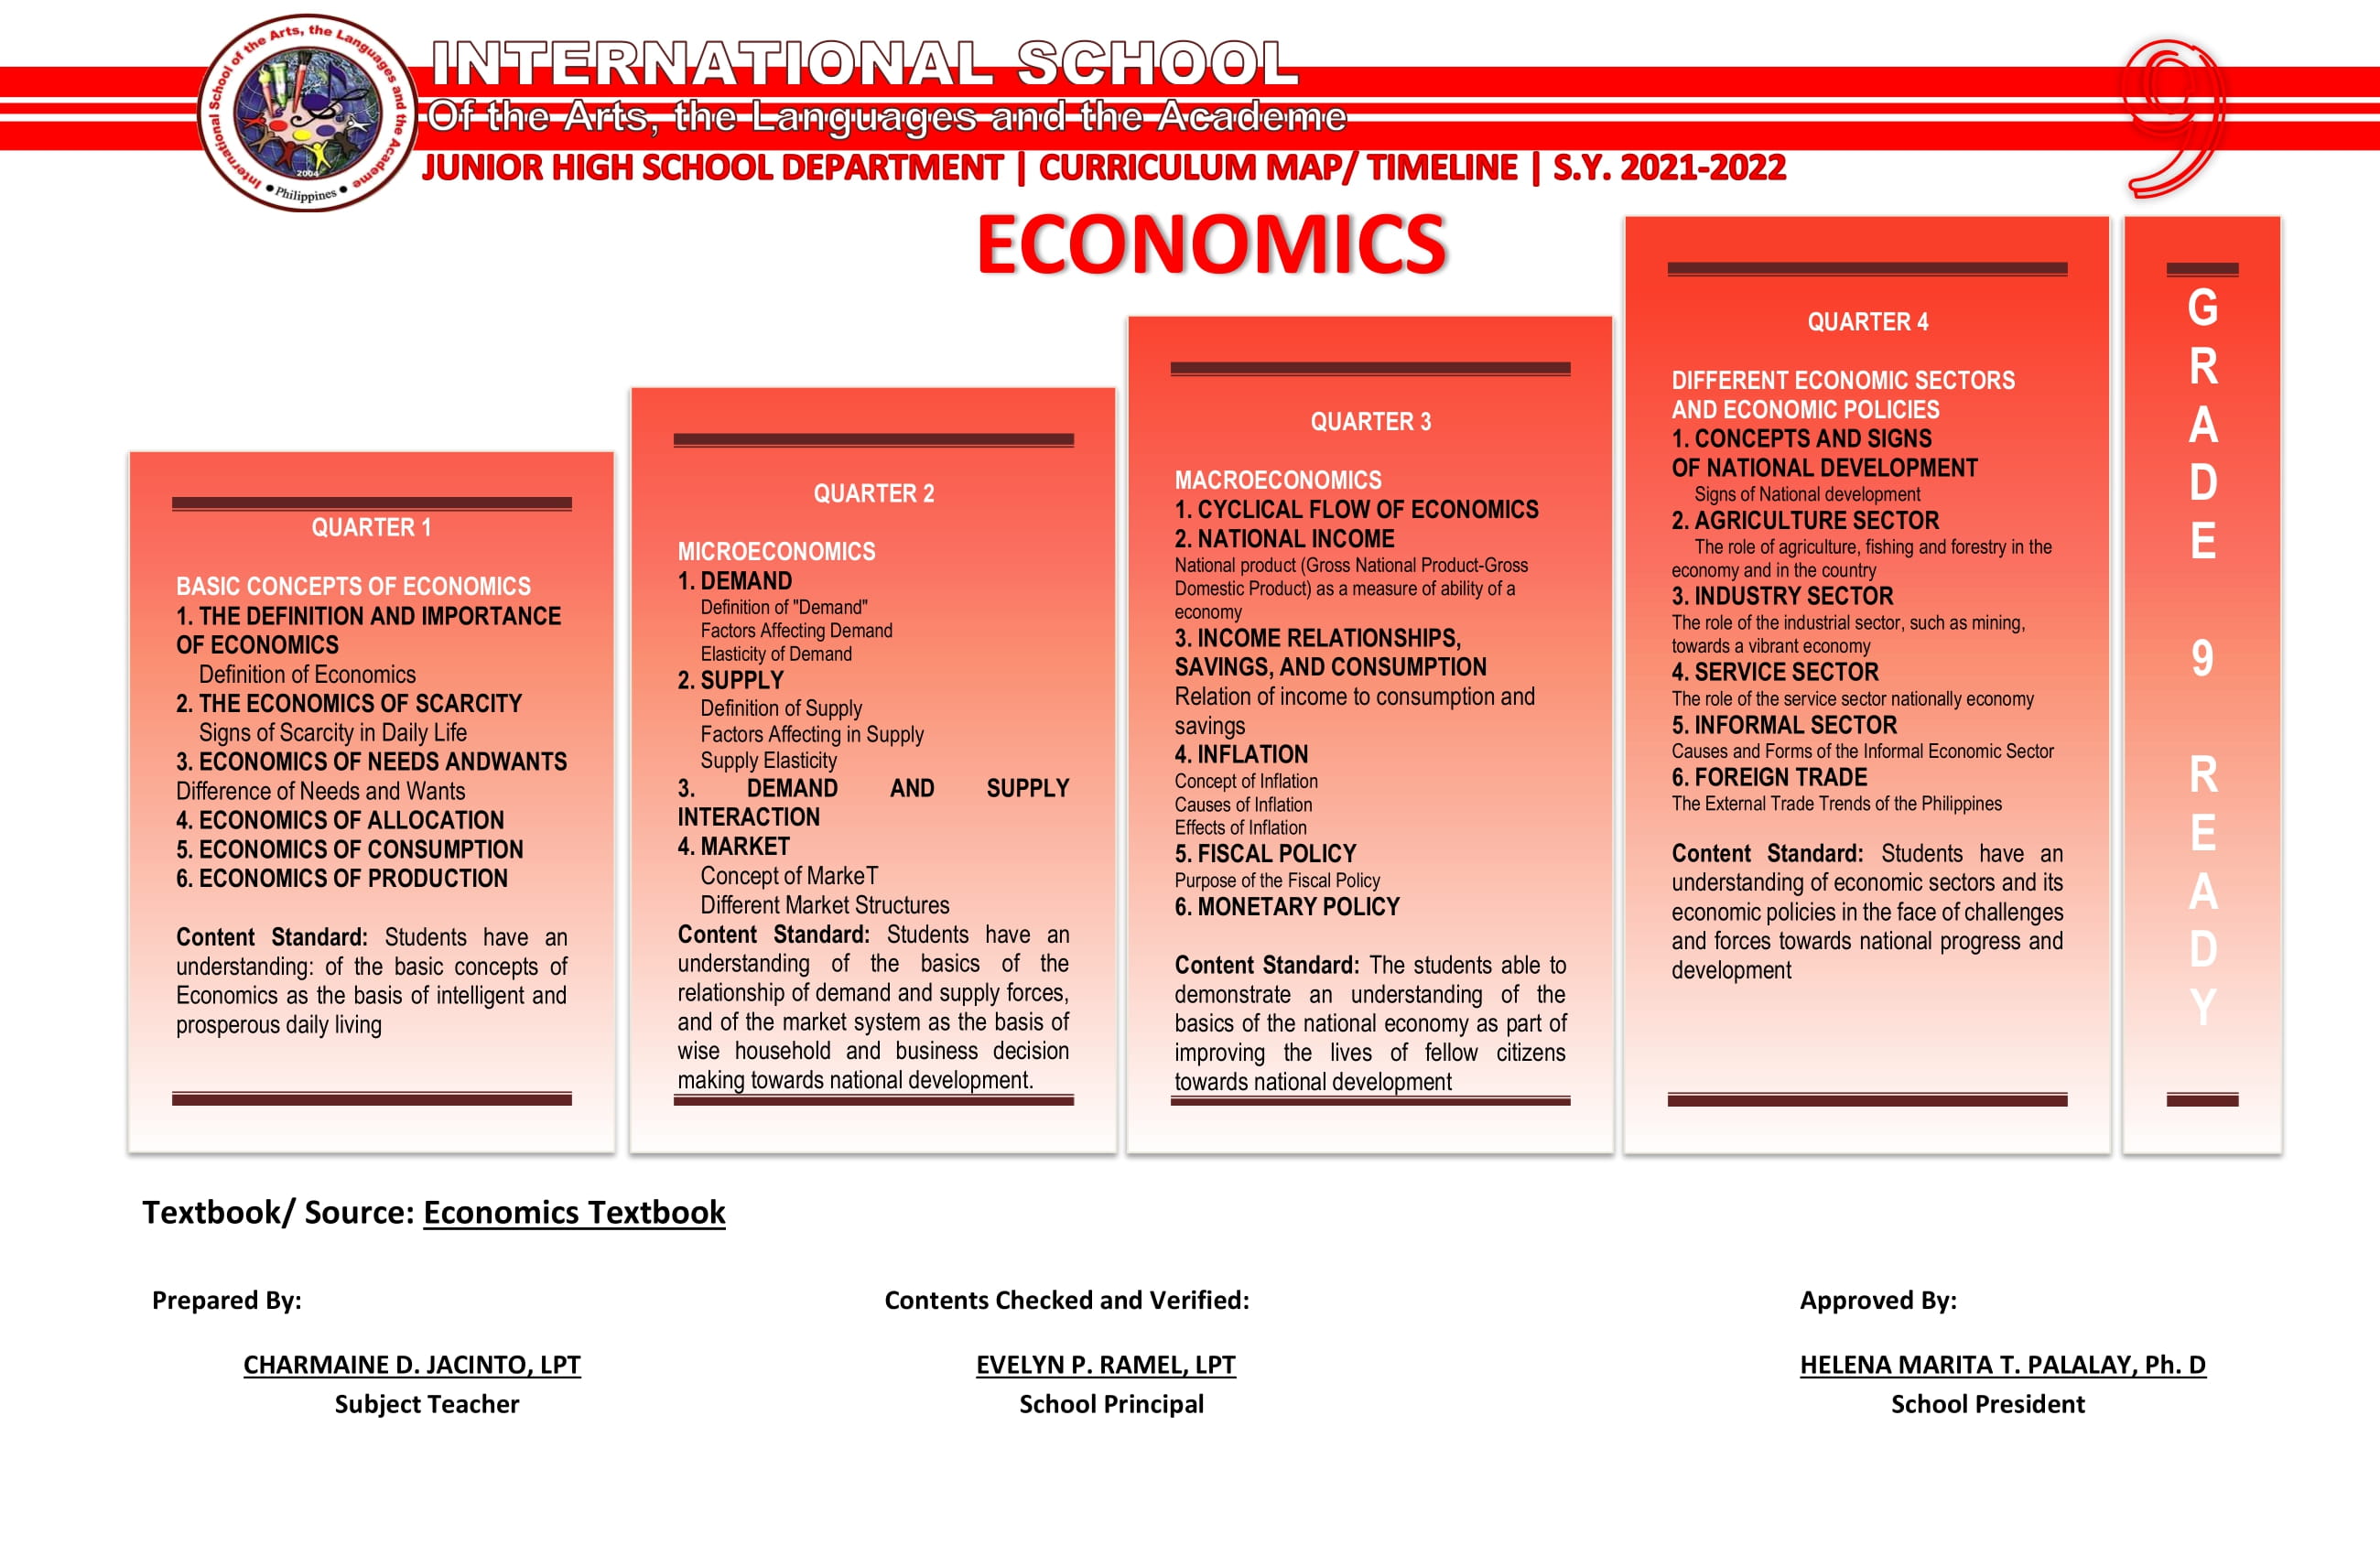 International School of the Arts, the Languages and the Academe
2004
Philippines
INTERNATIONAL SCHOOL
Of the Arts, the Languages and the Academe
JUNIOR HIGH SCHOOL DEPARTMENT | CURRICULUM MAP/ TIMELINE | S.Y. 2021-2022
9
ECONOMICS
QUARTER 1
BASIC CONCEPTS OF ECONOMICS
1. THE DEFINITION AND IMPORTANCE
OF ECONOMICS
Definition of Economics
2. THE ECONOMICS OF SCARCITY
Signs of Scarcity in Daily Life
3. ECONOMICS OF NEEDS ANDWANTS
Difference of Needs and Wants
4. ECONOMICS OF ALLOCATION
5. ECONOMICS OF CONSUMPTION
6. ECONOMICS OF PRODUCTION
Content Standard: Students have an
understanding: of the basic concepts of
Economics as the basis of intelligent and
prosperous daily living
QUARTER 2
MICROECONOMICS
1. DEMAND
Definition of "Demand"
Factors Affecting Demand
Elasticity of Demand
2. SUPPLY
Definition of Supply
Factors Affecting in Supply
Supply Elasticity
3. DEMAND AND SUPPLY
INTERACTION
4. MARKET
Concept of MarkeT
Different Market Structures
Content Standard: Students have an
understanding of the basics of the
relationship of demand and supply forces,
and of the market system as the basis of
wise household and business decision
making towards national development.
QUARTER 3
MACROECONOMICS
1. CYCLICAL FLOW OF ECONOMICS
2. NATIONAL INCOME
National product (Gross National Product-Gross
Domestic Product) as a measure of ability of a
economy
3. INCOME RELATIONSHIPS,
SAVINGS, AND CONSUMPTION
Relation of income to consumption and
savings
4. INFLATION
Concept of Inflation
Causes of Inflation
Effects of Inflation
5. FISCAL POLICY
Purpose of the Fiscal Policy
6. MONETARY POLICY
Content Standard: The students able to
demonstrate an understanding of the
basics of the national economy as part of
improving the lives of fellow citizens
towards national development
QUARTER 4
DIFFERENT ECONOMIC SECTORS
AND ECONOMIC POLICIES
1. CONCEPTS AND SIGNS
OF NATIONAL DEVELOPMENT
Signs of National development
2. AGRICULTURE SECTOR
The role of agriculture, fishing and forestry in the
economy and in the country
3. INDUSTRY SECTOR
The role of the industrial sector, such as mining,
towards a vibrant economy
4. SERVICE SECTOR
The role of the service sector nationally economy
5. INFORMAL SECTOR
Causes and Forms of the Informal Economic Sector
6. FOREIGN TRADE
The External Trade Trends of the Philippines
Content Standard: Students have an
understanding of economic sectors and its
economic policies in the face of challenges
and forces towards national progress and
development
GRADE 9 READY
Textbook/ Source: Economics Textbook
Prepared By:
CHARMAINE D. JACINTO, LPT
Subject Teacher
Contents Checked and Verified:
EVELYN P. RAMEL, LPT
School Principal
Approved By:
HELENA MARITA T. PALALAY, Ph. D
School President